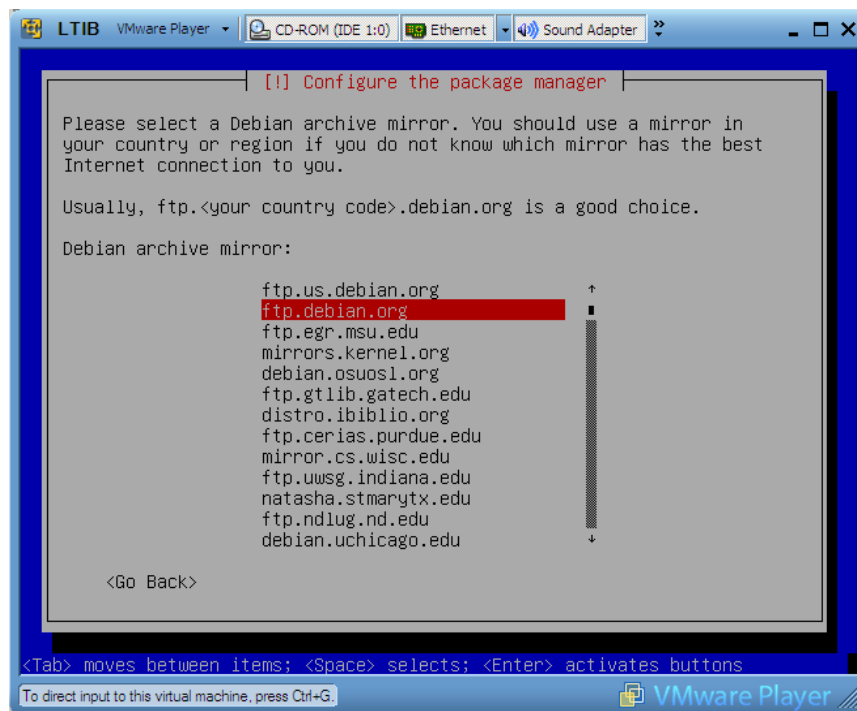 LTIB VMware Player CD-ROM (IDE 1:0) Ethernet Sound Adapter
[!] Configure the package manager
Please select a Debian archive mirror. You should use a mirror in
your country or region if you do not know which mirror has the best
Internet connection to you.
Usually, ftp.<your country code>.debian.org is a good choice.
Debian archive mirror:
ftp.us.debian.org
ftp.debian.org
ftp.egr.msu.edu
mirrors.kernel.org
debian.osuosl.org
ftp.gtlib.gatech.edu
distro.ibiblio.org
ftp.cerias.purdue.edu
mirror.cs.wisc.edu
ftp.uwsg.indiana.edu
natasha.stmarytx.edu
ftp.ndlug.nd.edu
debian.uchicago.edu
<Go Back>
<Tab> moves between items; <Space> selects; <Enter> activates buttons
To direct input to this virtual machine, press Ctrl+G. VMware Player